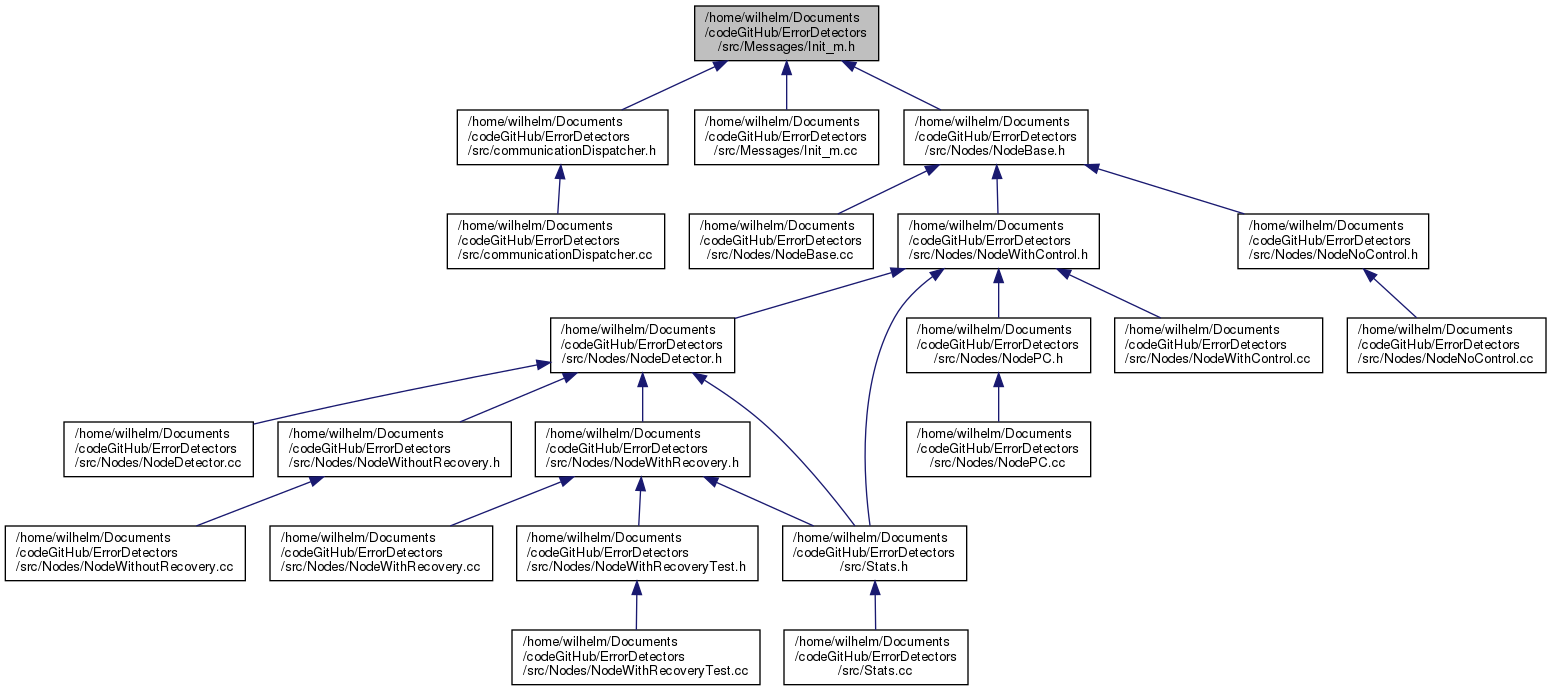 /home/wilhelm/Documents
/codeGitHub/ErrorDetectors
/src/Messages/Init_m.h
/home/wilhelm/Documents
/codeGitHub/ErrorDetectors
/src/communicationDispatcher.h
/home/wilhelm/Documents
/codeGitHub/ErrorDetectors
/src/Messages/Init_m.cc
/home/wilhelm/Documents
/codeGitHub/ErrorDetectors
/src/Nodes/NodeBase.h
/home/wilhelm/Documents
/codeGitHub/ErrorDetectors
/src/communicationDispatcher.cc
/home/wilhelm/Documents
/codeGitHub/ErrorDetectors
/src/Nodes/NodeBase.cc
/home/wilhelm/Documents
/codeGitHub/ErrorDetectors
/src/Nodes/NodeWithControl.h
/home/wilhelm/Documents
/codeGitHub/ErrorDetectors
/src/Nodes/NodeNoControl.h
/home/wilhelm/Documents
/codeGitHub/ErrorDetectors
/src/Nodes/NodeDetector.h
/home/wilhelm/Documents
/codeGitHub/ErrorDetectors
/src/Nodes/NodePC.h
/home/wilhelm/Documents
/codeGitHub/ErrorDetectors
/src/Nodes/NodeWithControl.cc
/home/wilhelm/Documents
/codeGitHub/ErrorDetectors
/src/Nodes/NodeNoControl.cc
/home/wilhelm/Documents
/codeGitHub/ErrorDetectors
/src/Nodes/NodeDetector.cc
/home/wilhelm/Documents
/codeGitHub/ErrorDetectors
/src/Nodes/NodeWithoutRecovery.h
/home/wilhelm/Documents
/codeGitHub/ErrorDetectors
/src/Nodes/NodeWithRecovery.h
/home/wilhelm/Documents
/codeGitHub/ErrorDetectors
/src/Nodes/NodePC.cc
/home/wilhelm/Documents
/codeGitHub/ErrorDetectors
/src/Nodes/NodeWithoutRecovery.cc
/home/wilhelm/Documents
/codeGitHub/ErrorDetectors
/src/Nodes/NodeWithRecovery.cc
/home/wilhelm/Documents
/codeGitHub/ErrorDetectors
/src/Nodes/NodeWithRecoveryTest.h
/home/wilhelm/Documents
/codeGitHub/ErrorDetectors
/src/Stats.h
/home/wilhelm/Documents
/codeGitHub/ErrorDetectors
/src/Nodes/NodeWithRecoveryTest.cc
/home/wilhelm/Documents
/codeGitHub/ErrorDetectors
/src/Stats.cc